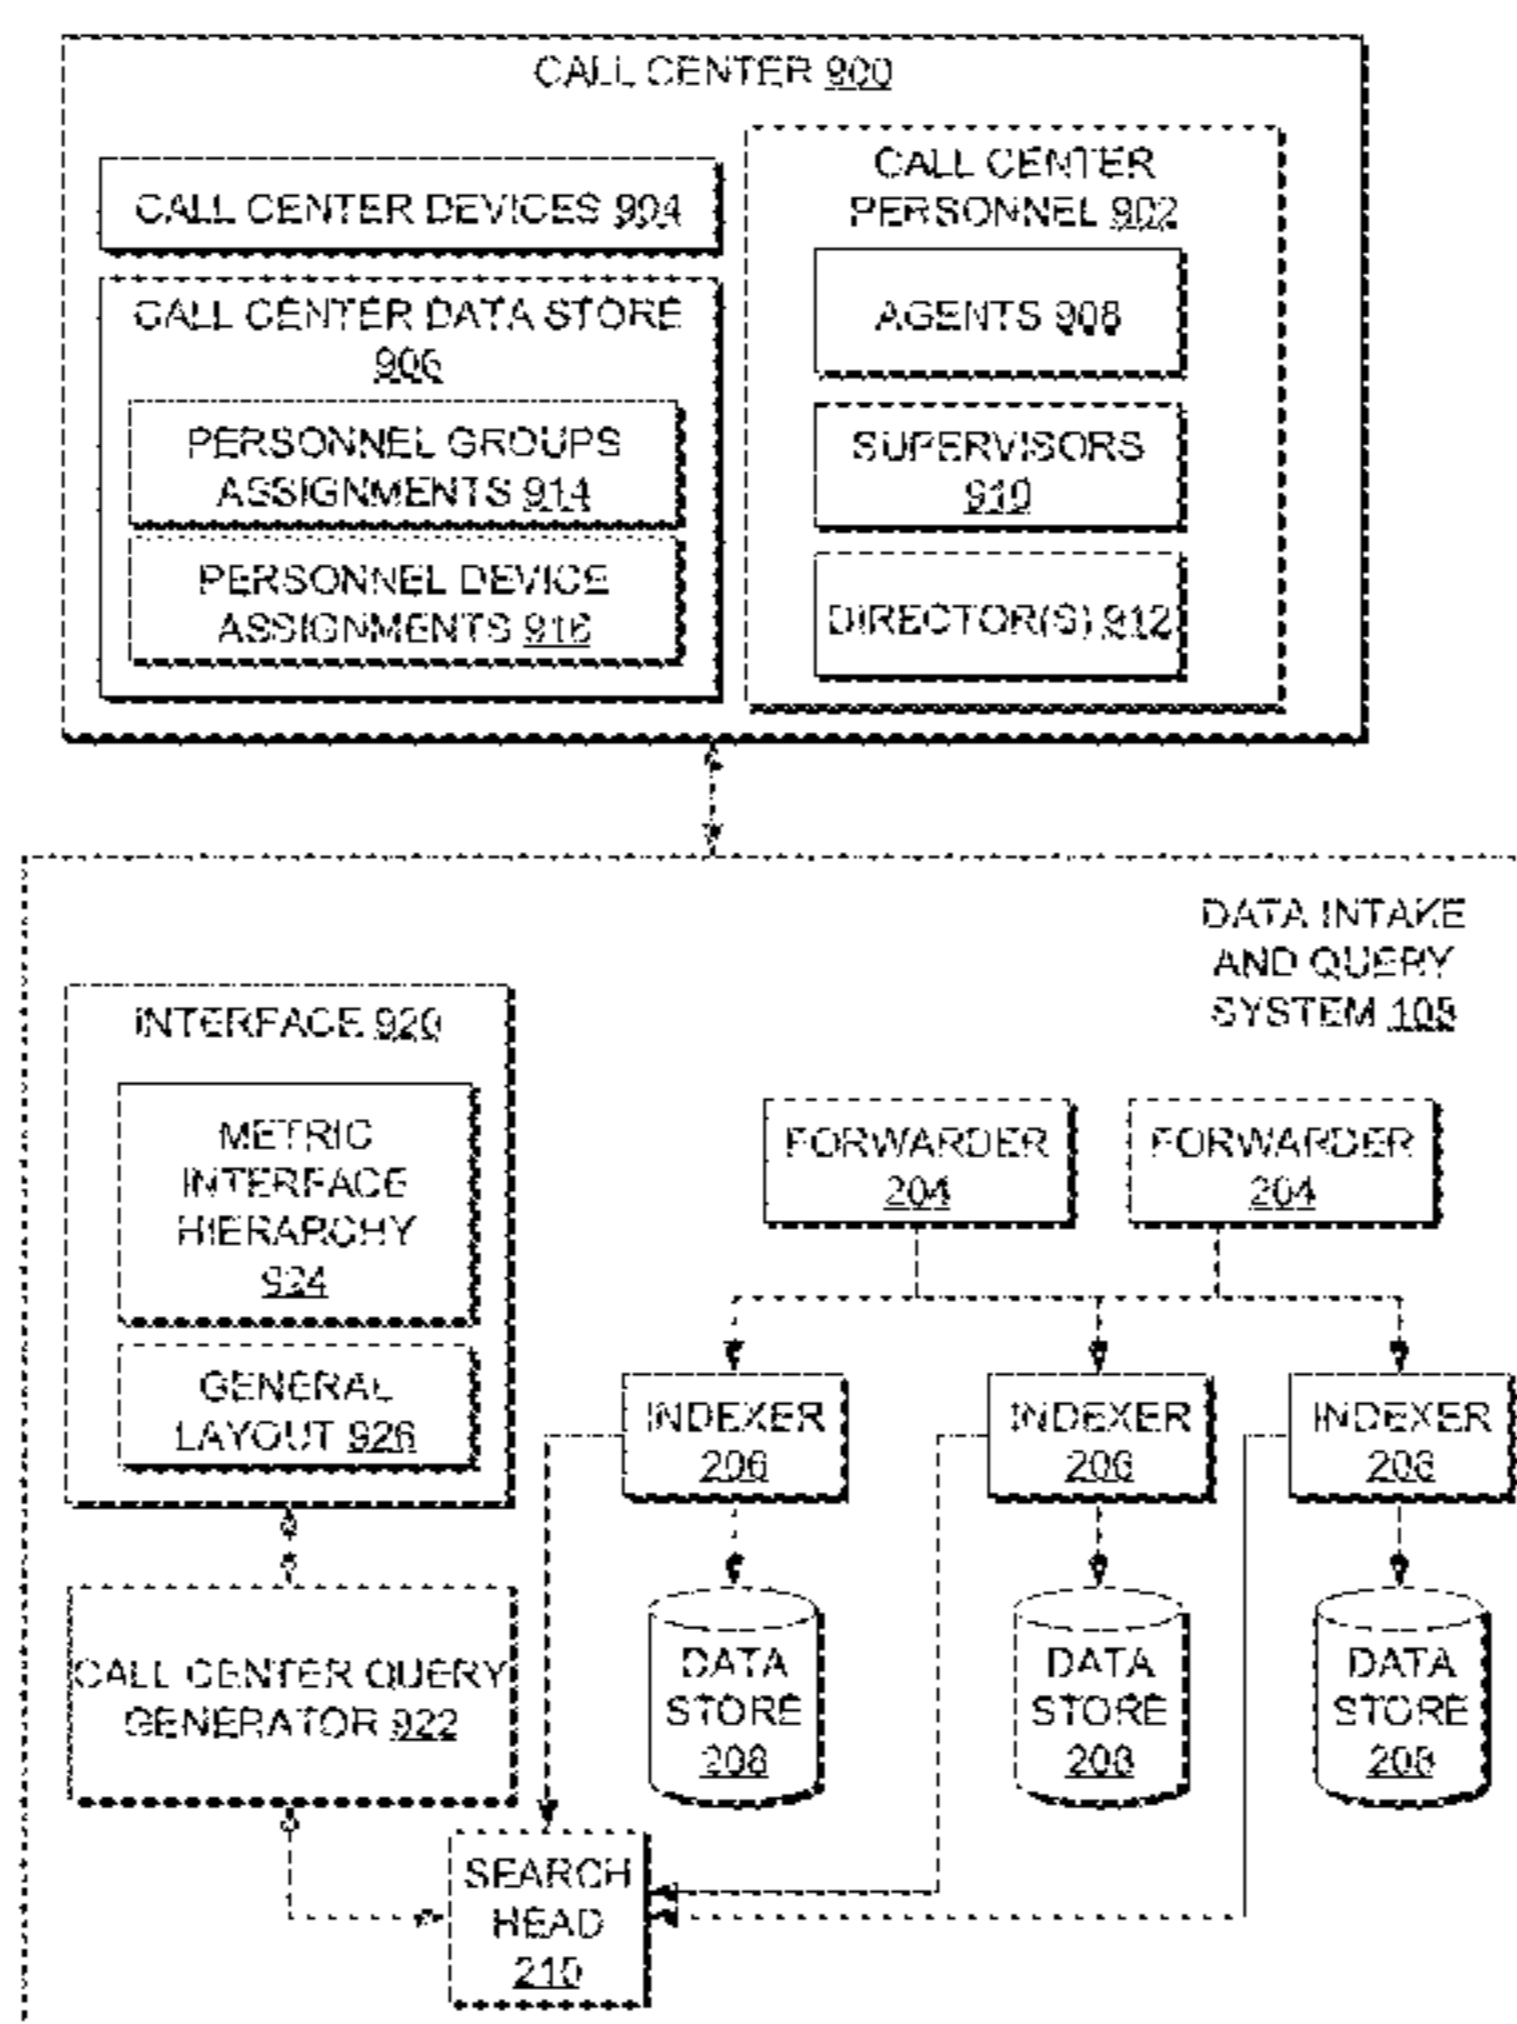 CALL CENTER 900
CALL CENTER DEVICES 904
CALL CENTER DATA STORE
906
PERSONNEL GROUPS
ASSIGNMENTS 914
PERSONNEL DEVICE
ASSIGNMENTS 916
CALL CENTER
PERSONNEL 902
AGENTS 908
SUPERVISORS
910
DIRECTOR(S) 912
DATA INTAKE
AND QUERY
SYSTEM 108
INTERFACE 920
METRIC
INTERFACE
HIERARCHY
924
GENERAL
LAYOUT 926
FORWARDER
204
FORWARDER
204
INDEXER
206
INDEXER
206
INDEXER
206
CALL CENTER QUERY
GENERATOR 922
DATA
STORE
208
DATA
STORE
208
DATA
STORE
208
SEARCH
HEAD
210